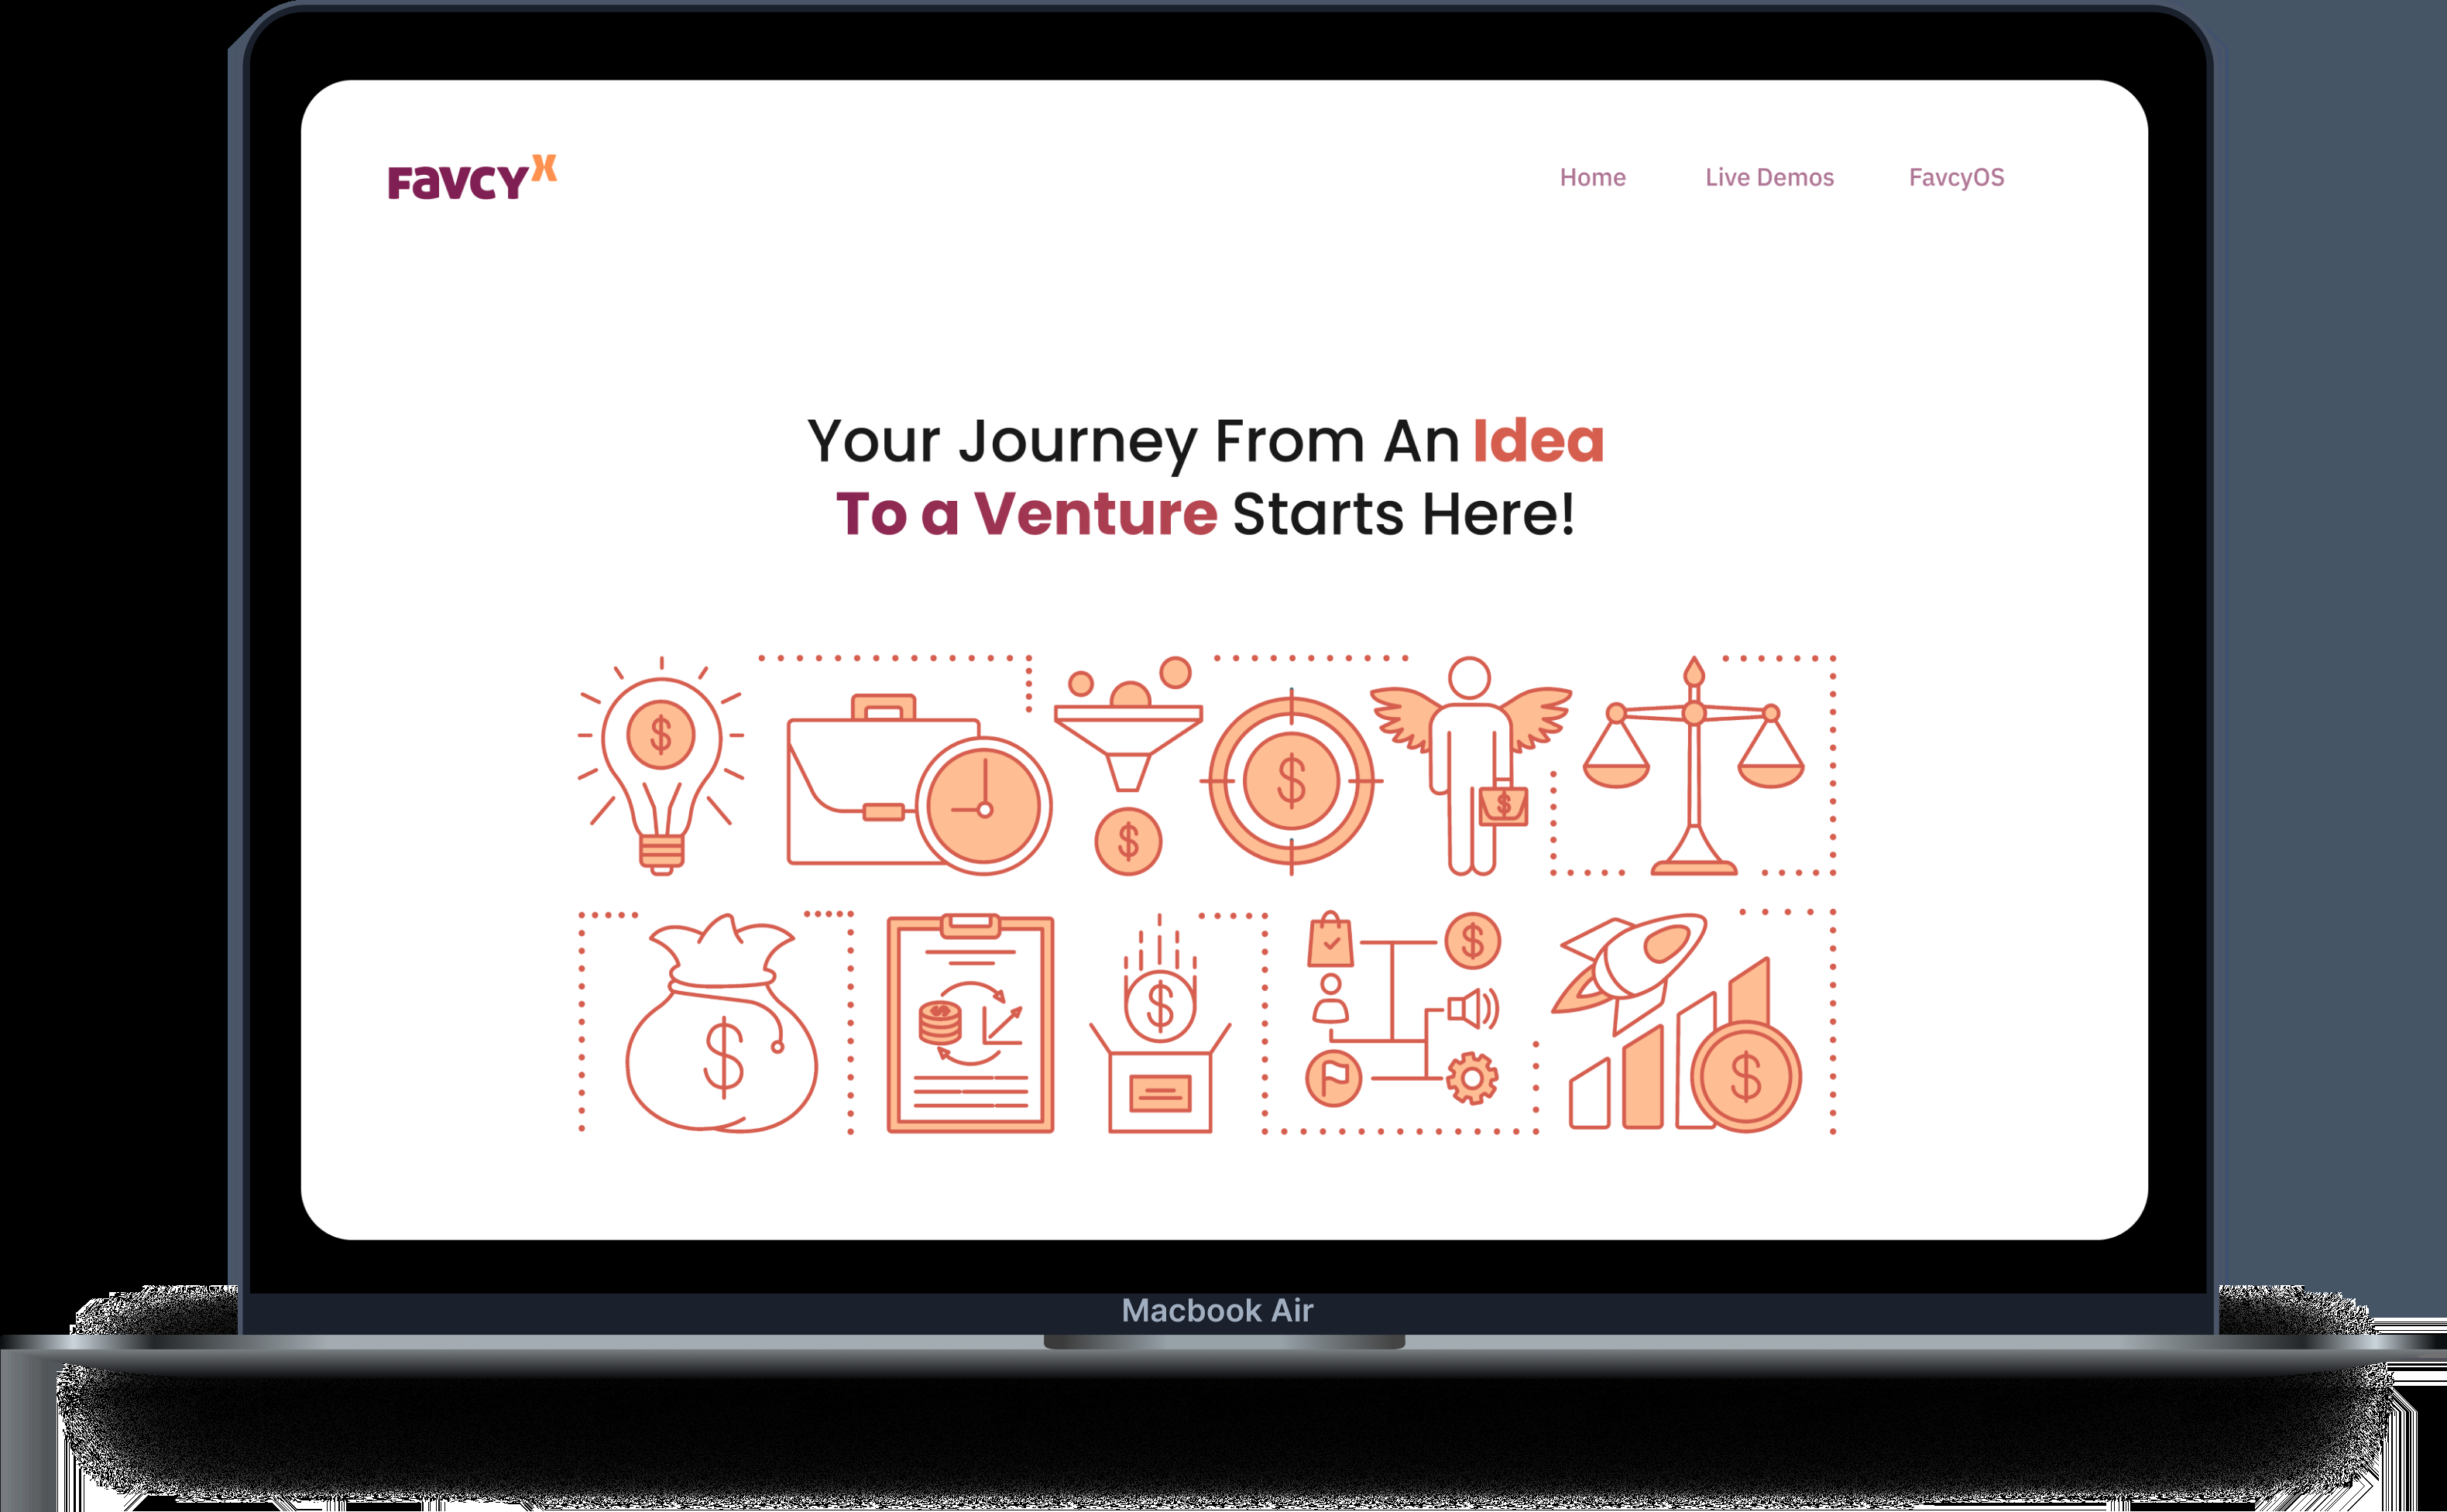 FavcyX
Home
Live Demos
FavcyOS
Your Journey From An Idea
To a Venture Starts Here!
$
$
$
$
$
$
$
$
$
Macbook Air